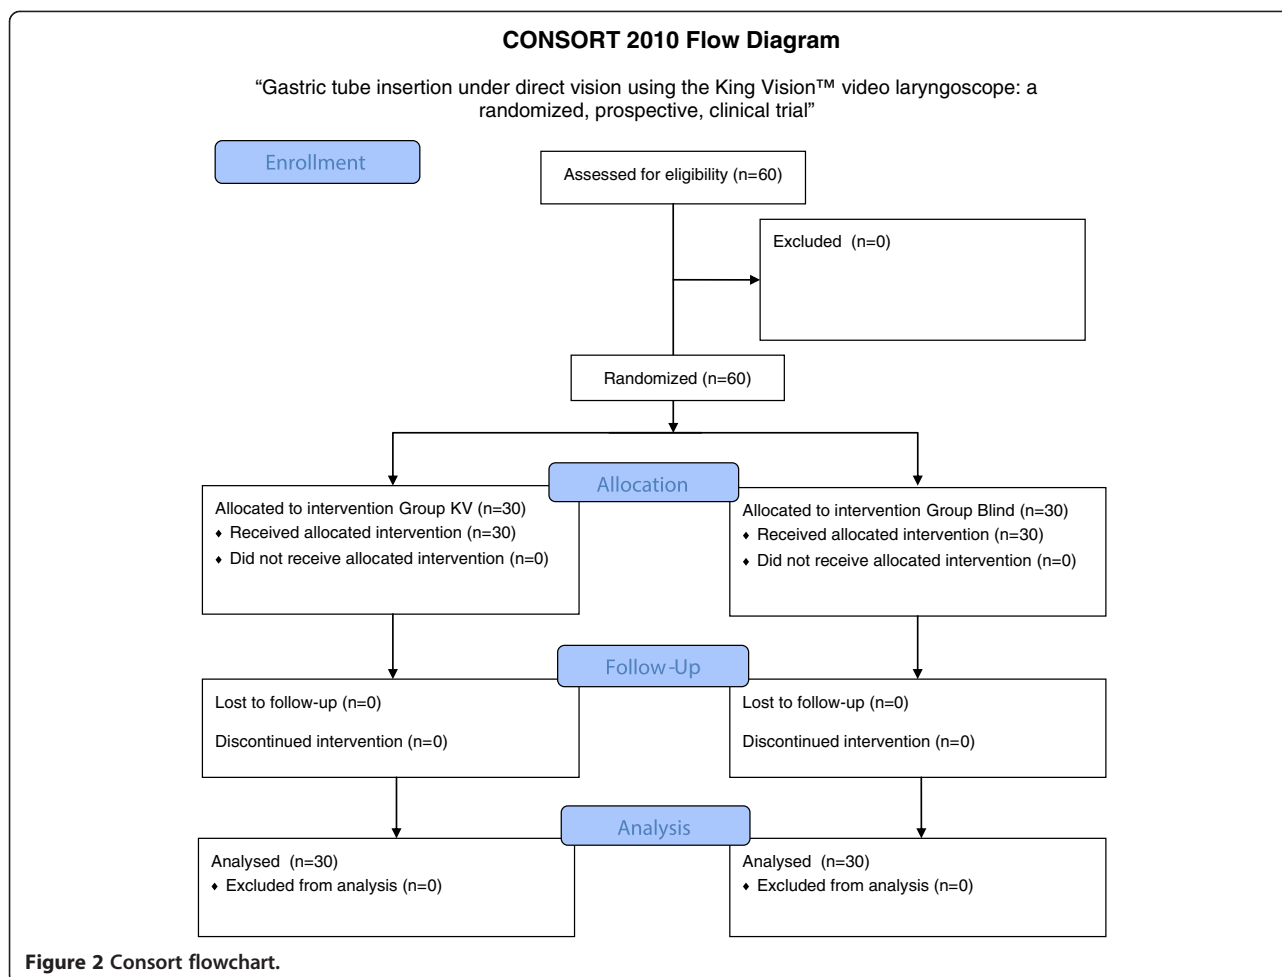 CONSORT 2010 Flow Diagram
“Gastric tube insertion under direct vision using the King Vision™ video laryngoscope: a
randomized, prospective, clinical trial”
Enrollment
Assessed for eligibility (n=60)
Excluded (n=0)
Randomized (n=60)
Allocation
Allocated to intervention Group KV (n=30)
♦ Received allocated intervention (n=30)
♦ Did not receive allocated intervention (n=0)
Allocated to intervention Group Blind (n=30)
♦ Received allocated intervention (n=30)
♦ Did not receive allocated intervention (n=0)
Follow-Up
Lost to follow-up (n=0)
Discontinued intervention (n=0)
Lost to follow-up (n=0)
Discontinued intervention (n=0)
Analysis
Analysed (n=30)
♦ Excluded from analysis (n=0)
Analysed (n=30)
♦ Excluded from analysis (n=0)
Figure 2 Consort flowchart.